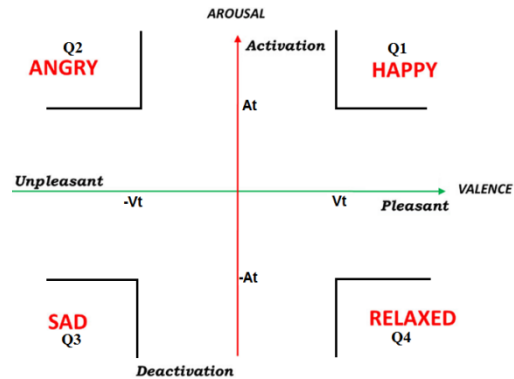 AROUSAL
Q2
Activation
Q1
ANGRY
HAPPY
At
Unpleasant
VALENCE
-Vt
Vt
Pleasant
-At
SAD
RELAXED
Q3
Q4
Deactivation